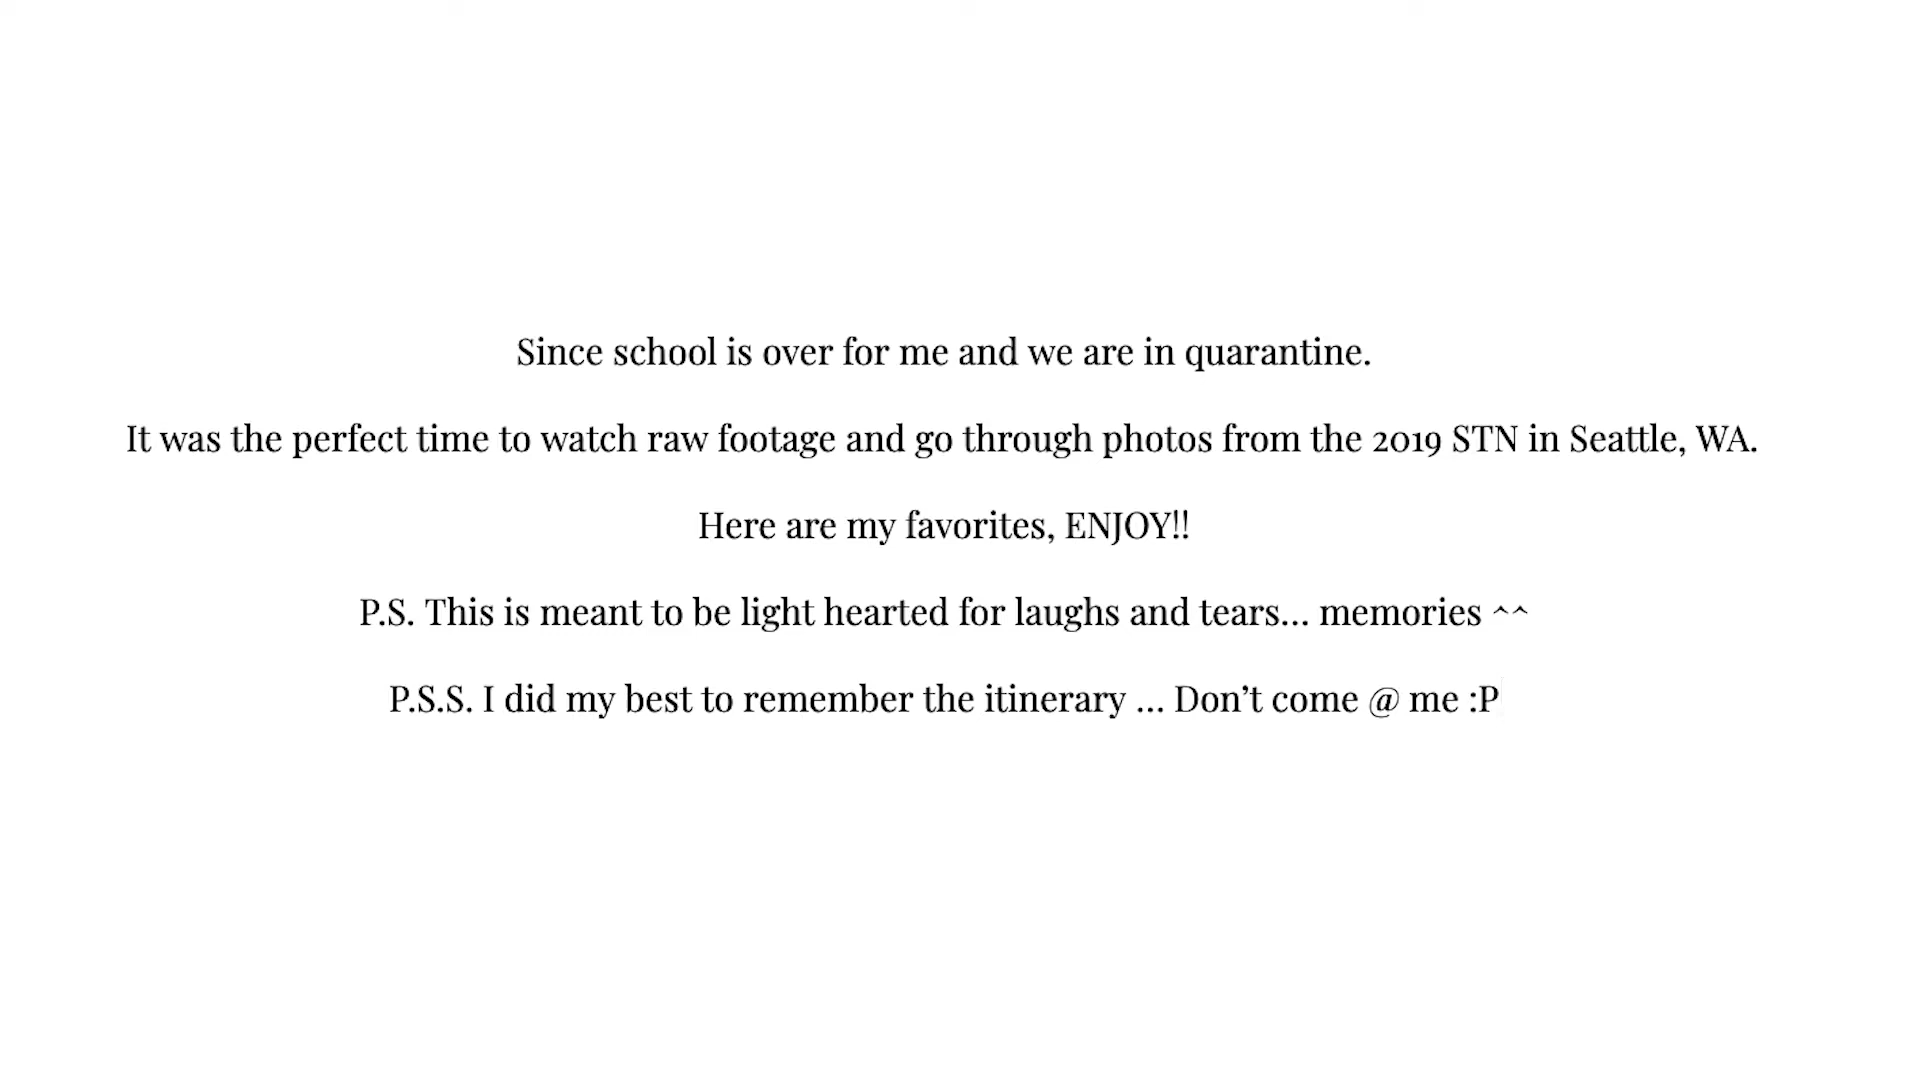 Since school is over for me and we are in quarantine.
It was the perfect time to watch raw footage and go through photos from the 2019 STN in Seattle, WA.
Here are my favorites, ENJOY!!
P.S. This is meant to be light hearted for laughs and tears... memories ^^
P.S.S. I did my best to remember the itinerary ... Don’t come @ me :P